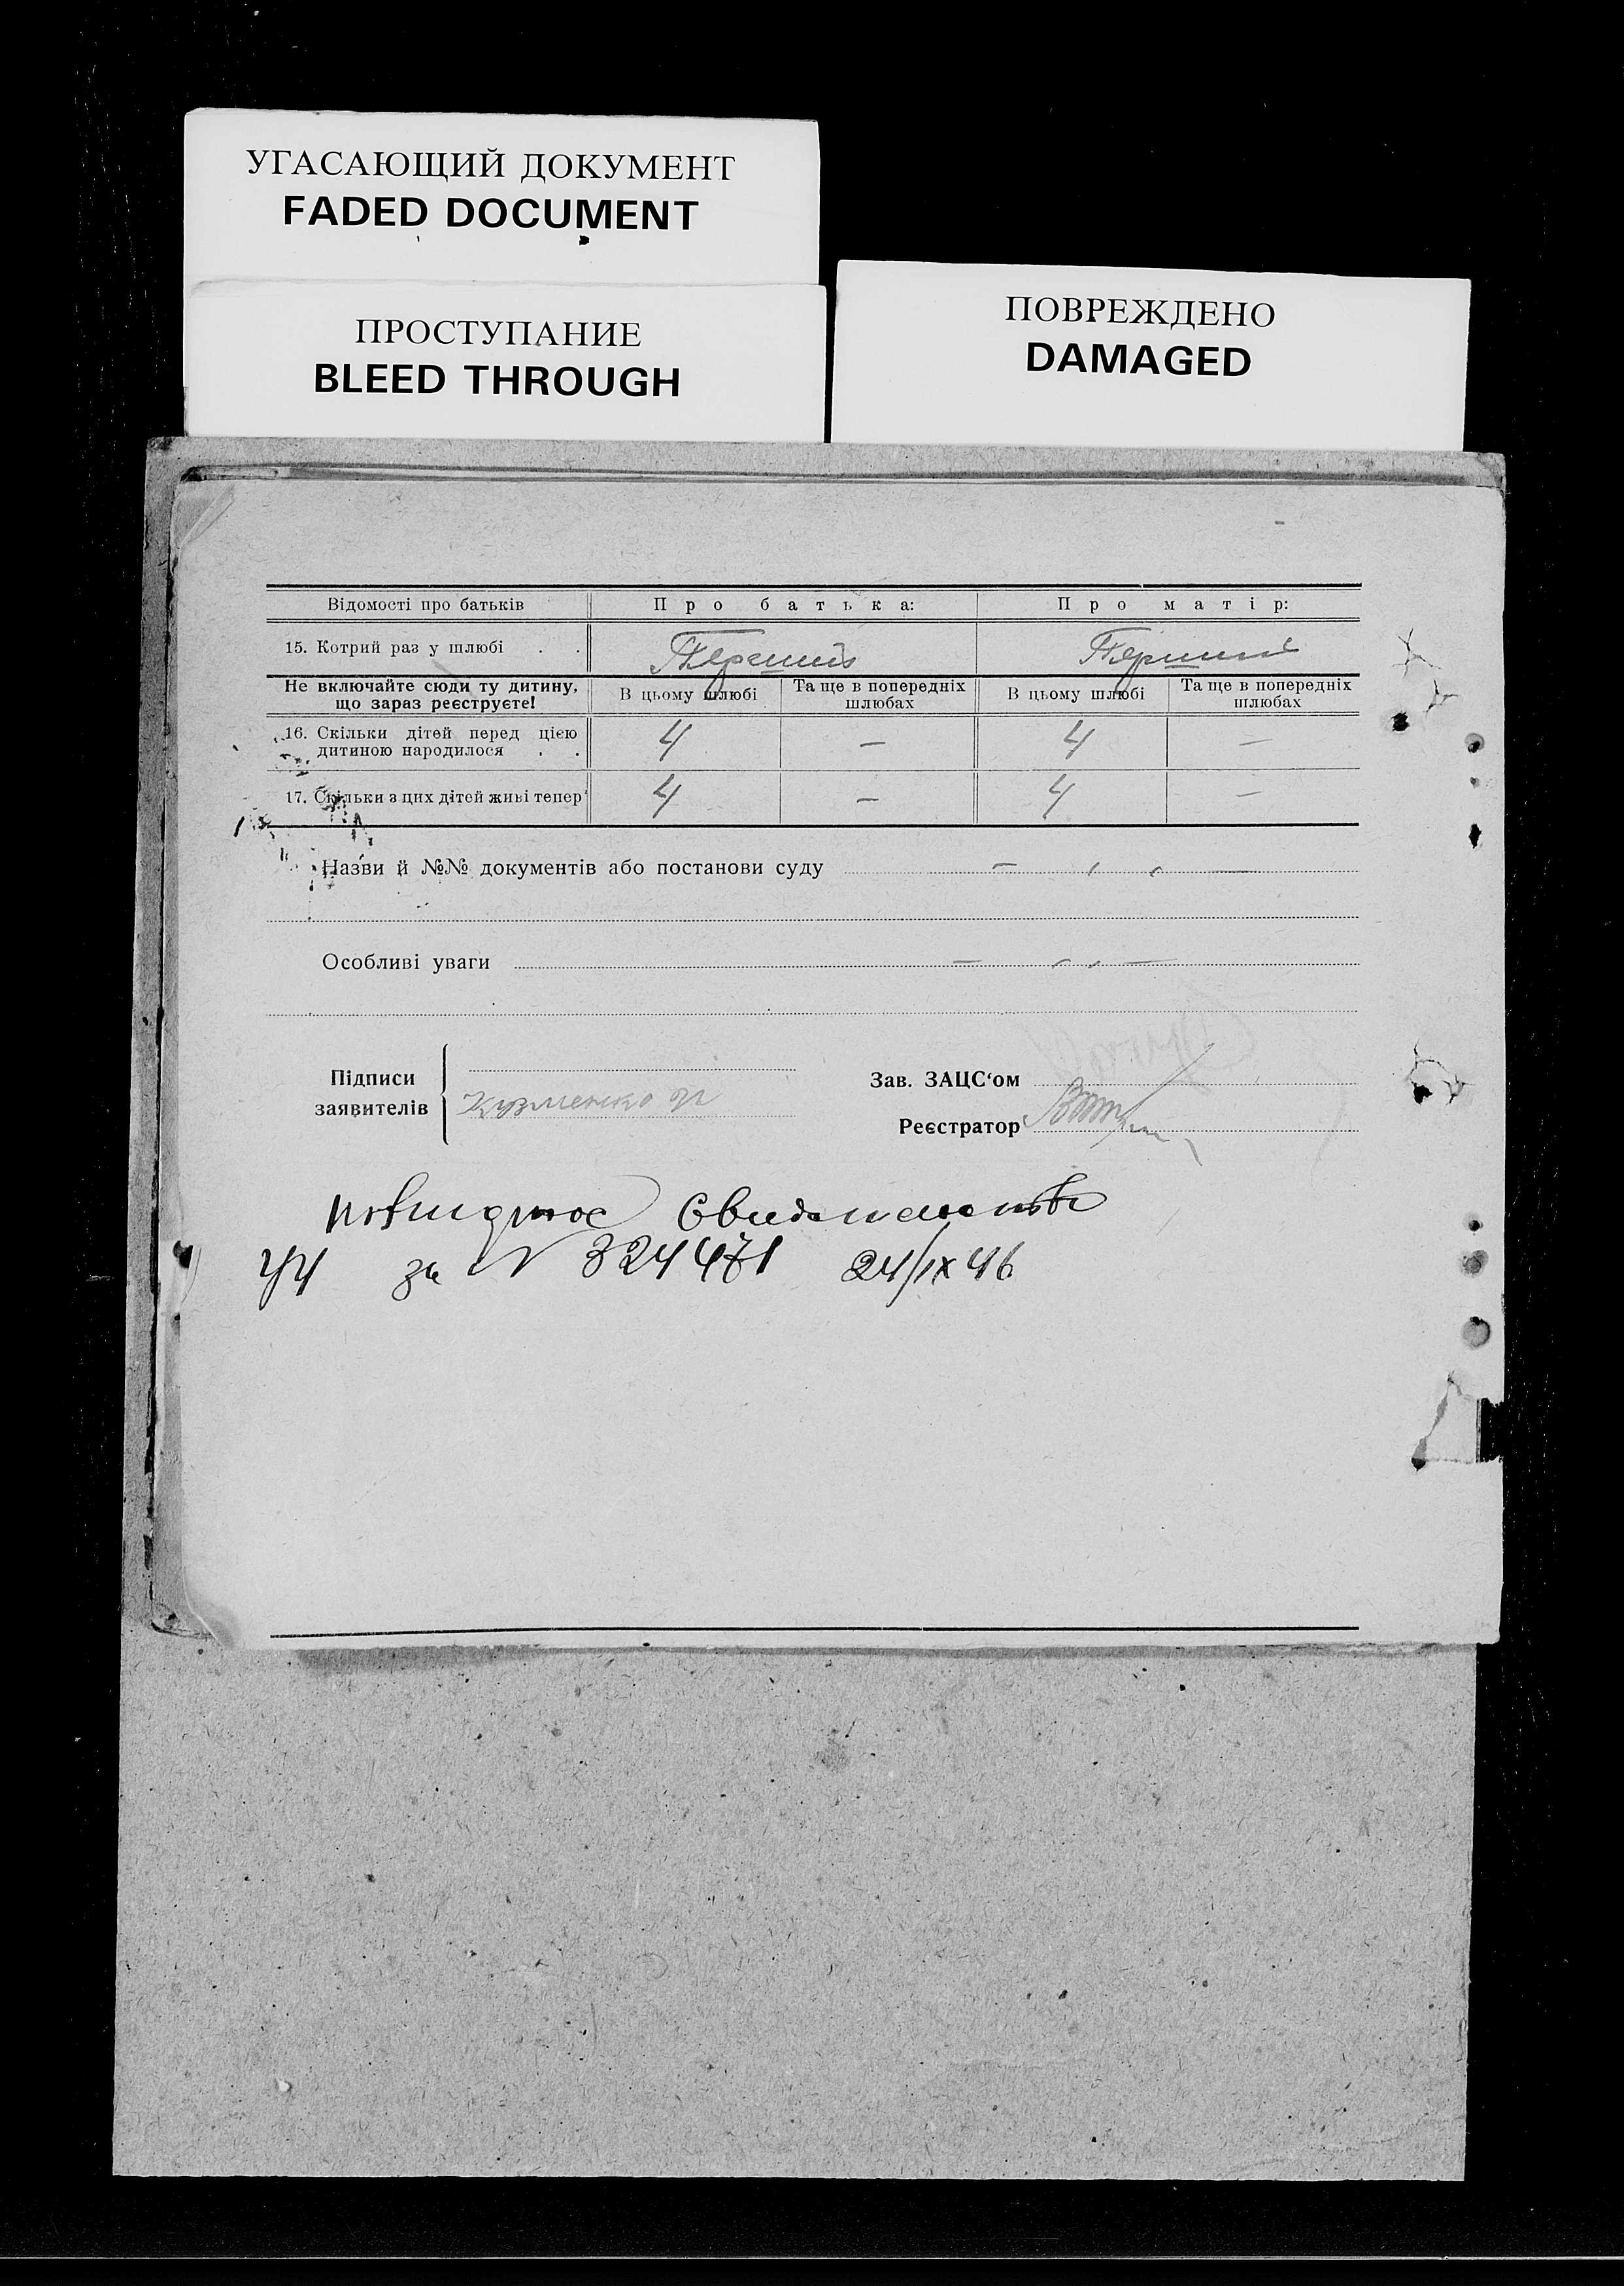 УГАСАЮЩИЙ ДОКУМЕНТ
FADED DOCUMENT
ПРОСТУПАНИЕ
BLEED THROUGH
ПОВРЕЖДЕНО
DAMAGED
Відомості про батьків Про батька: Про матір:
15. Котрий раз у шлюбі . . Перший Перший
Не включайте сюди ту дитину, що зараз реєструєте! В цьому шлюбі Та ще в попередніх шлюбах В цьому шлюбі Та ще в попередніх шлюбах
16. Скільки дітей перед цією дитиною народилося . . 4 — 4 —
17. Скільки з цих дітей живі тепер 4 — 4 —
Назви й №№ документів або постанови суду — „ —
Особливі уваги — „ —
Підписи заявителів
Кузменко
Зав. ЗАЦС‘ом
Реєстратор
за N 324471 24/IX 46